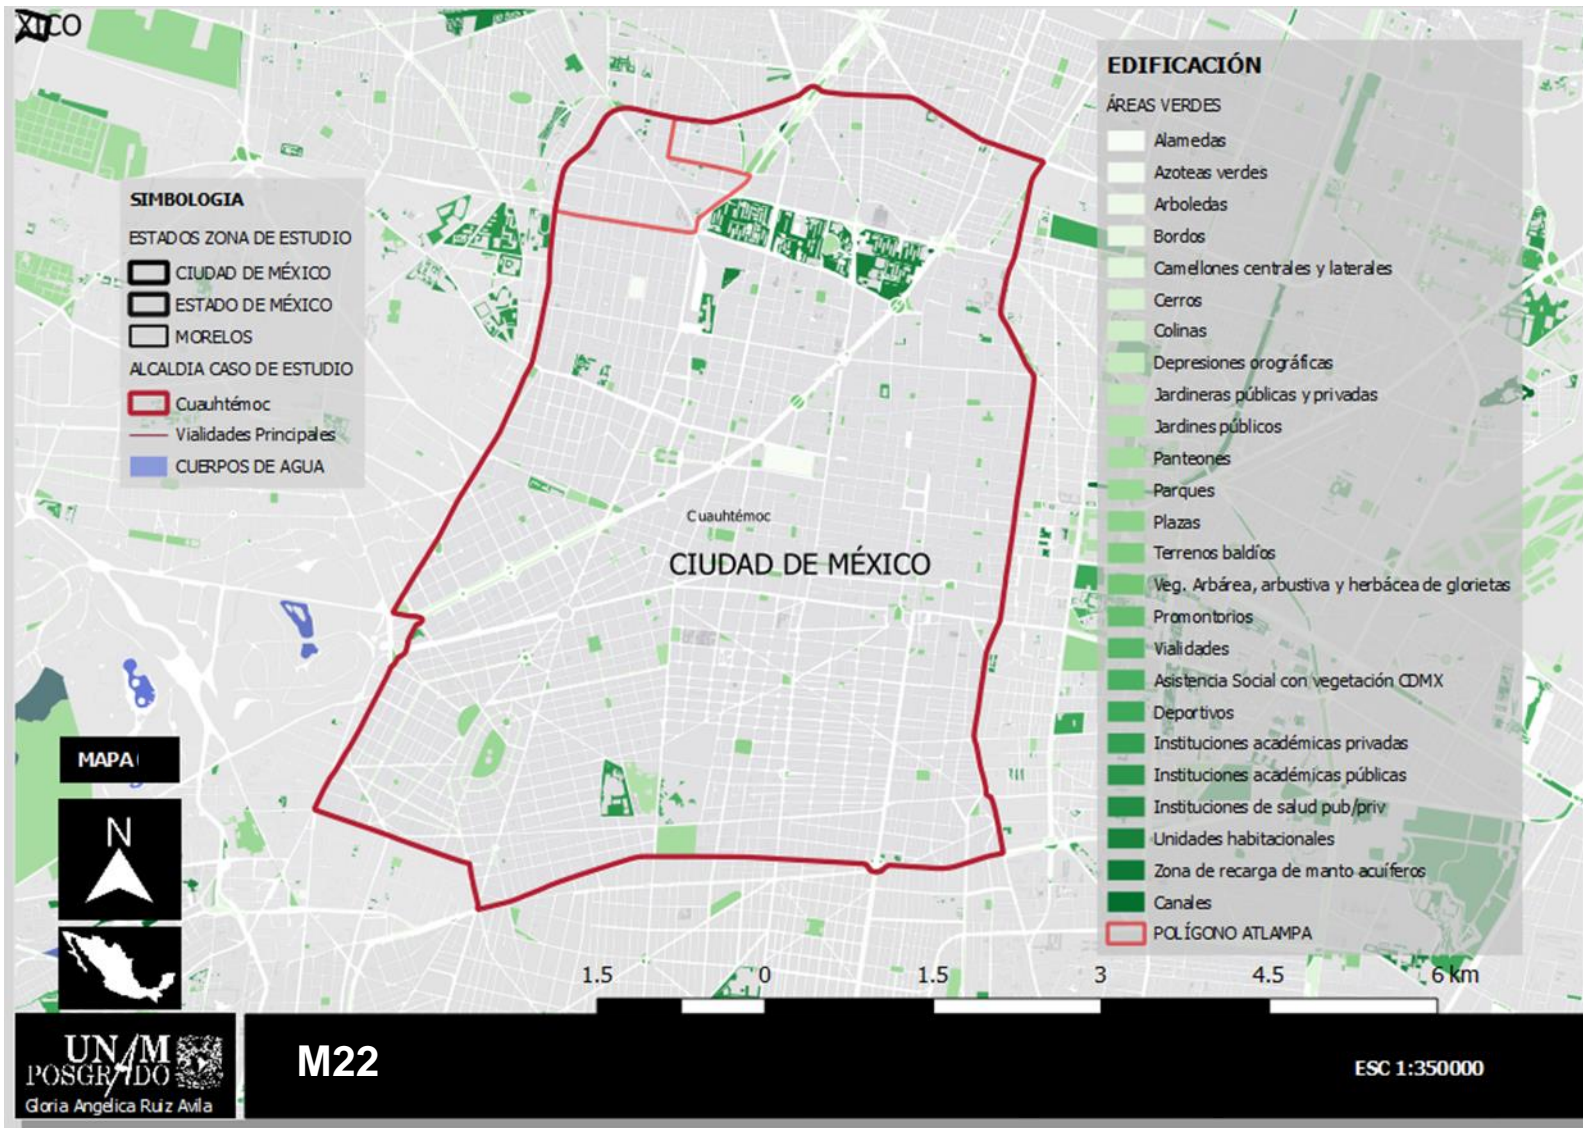 XICO
EDIFICACIÓN
ÁREAS VERDES
Alamedas
Azoteas verdes
Arboledas
Bordos
Camellones centrales y laterales
Cerros
Colinas
Depresiones orográficas
Jardineras públicas y privadas
Jardines públicos
Panteones
Parques
Plazas
Terrenos baldíos
Veg. Arbárea, arbustiva y herbácea de glorietas
Promontorios
Vialidades
Asistencia Social con vegetación CDMX
Deportivos
Instituciones académicas privadas
Instituciones académicas públicas
Instituciones de salud pub/priv
Unidades habitacionales
Zona de recarga de manto acuíferos
Canales
POLÍGONO ATLAMPA
SIMBOLOGIA
ESTADOS ZONA DE ESTUDIO
CIUDAD DE MÉXICO
ESTADO DE MÉXICO
MORELOS
ALCALDIA CASO DE ESTUDIO
Cuauhtémoc
Vialidades Principales
CUERPOS DE AGUA
Cuauhtémoc
CIUDAD DE MÉXICO
MAPA
N
1.5 0 1.5 3 4.5 6 km
UNAM
POSGRADO
Gloria Angelica Ruiz Avila
M22
ESC 1:350000